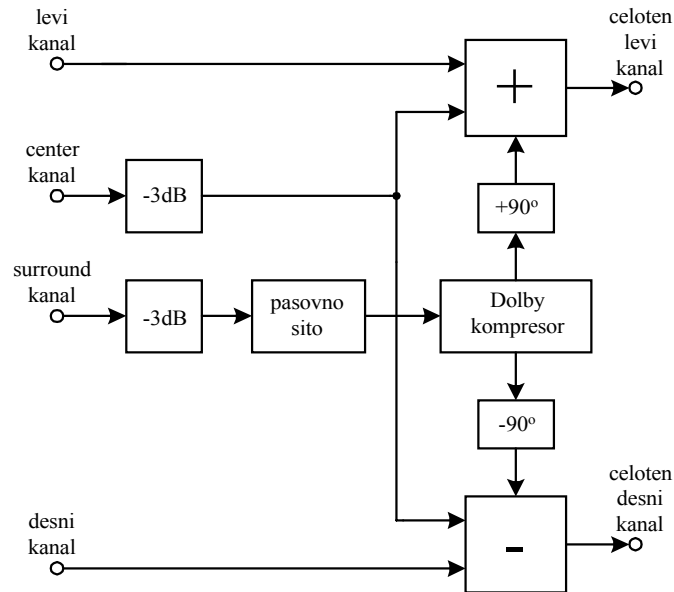 levi
kanal
celoten
levi
kanal
+
center
kanal
-3dB
+90º
surround
kanal
-3dB
pasovno
sito
Dolby
kompresor
-90º
celoten
desni
kanal
desni
kanal
-